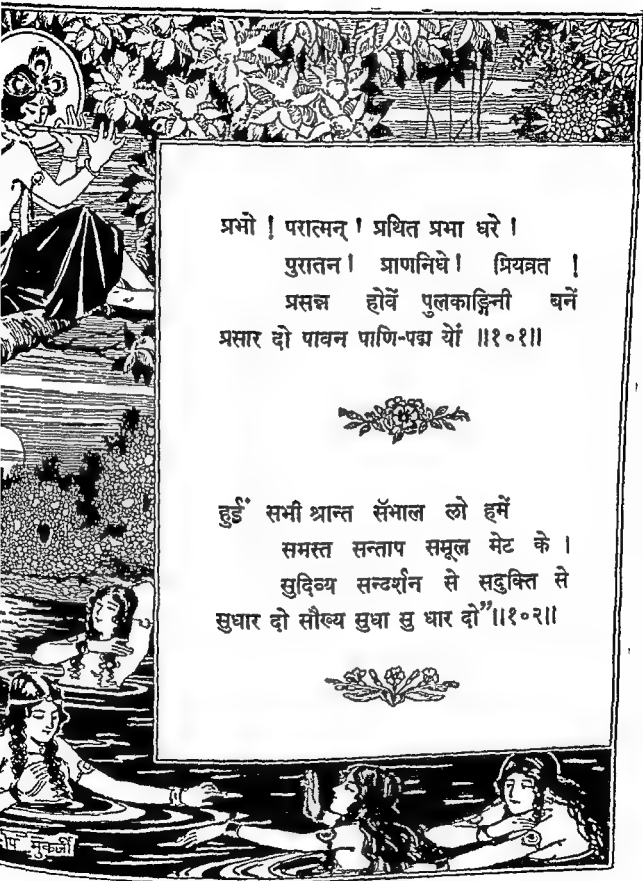 प्रभो ! परात्मन् ! प्रथित प्रभा धरे ।
पुरातन ! प्राणनिधे ! प्रियव्रत !
प्रसन्न होवें पुलकाङ्गिनी बनें
प्रसार दो पावन पाणि-पद्म यों ॥१०१॥
हुईं सभी श्रान्त सँभाल लो हमें
समस्त सन्ताप समूल मेट के ।
सुदिव्य सन्दर्शन से सदुक्ति से
सुधार दो सौख्य सुधा सु धार दो” ॥१०२॥
मुकर्जी